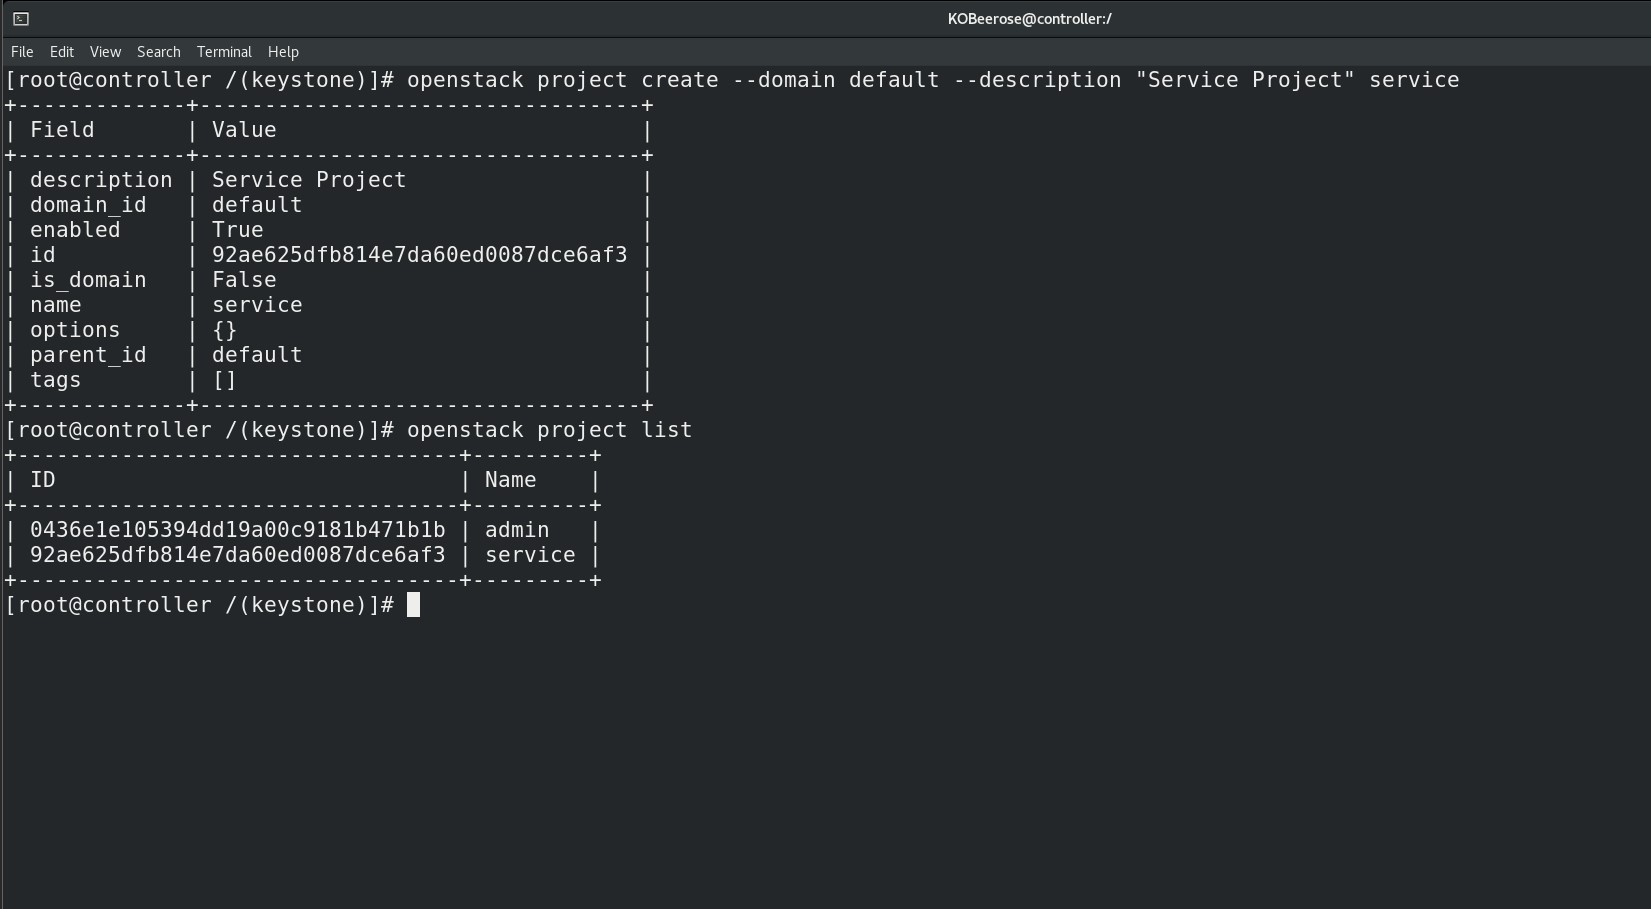 KOBeerose@controller:/
File Edit View Search Terminal Help
[root@controller /(keystone)]# openstack project create --domain default --description "Service Project" service
+-------------+----------------------------------+
| Field       | Value                            |
+-------------+----------------------------------+
| description | Service Project                  |
| domain_id   | default                          |
| enabled     | True                             |
| id          | 92ae625dfb814e7da60ed0087dce6af3 |
| is_domain   | False                            |
| name        | service                          |
| options     | {}                               |
| parent_id   | default                          |
| tags        | []                               |
+-------------+----------------------------------+
[root@controller /(keystone)]# openstack project list
+----------------------------------+---------+
| ID                               | Name    |
+----------------------------------+---------+
| 0436e1e105394dd19a00c9181b471b1b | admin   |
| 92ae625dfb814e7da60ed0087dce6af3 | service |
+----------------------------------+---------+
[root@controller /(keystone)]#